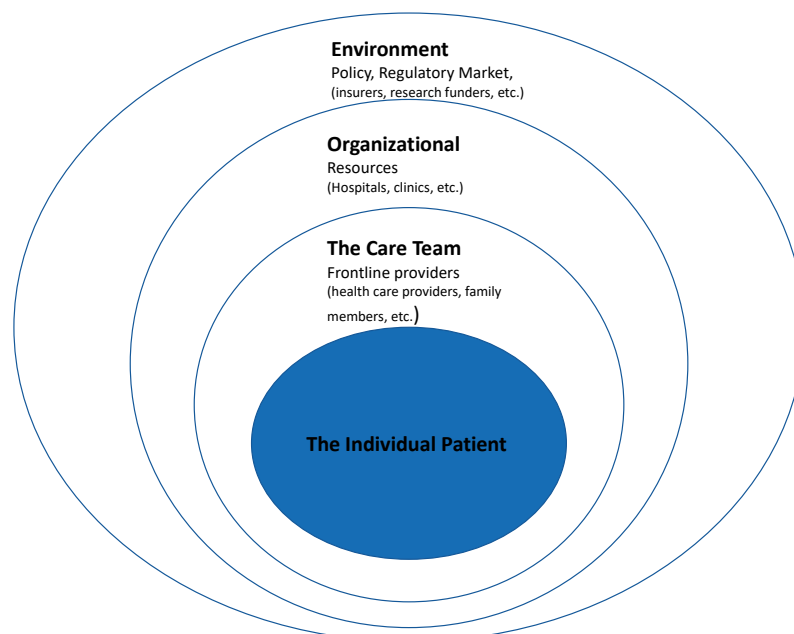 Environment
Policy, Regulatory Market,
(insurers, research funders, etc.)
Organizational
Resources
(Hospitals, clinics, etc.)
The Care Team
Frontline providers
(health care providers, family
members, etc.)
The Individual Patient